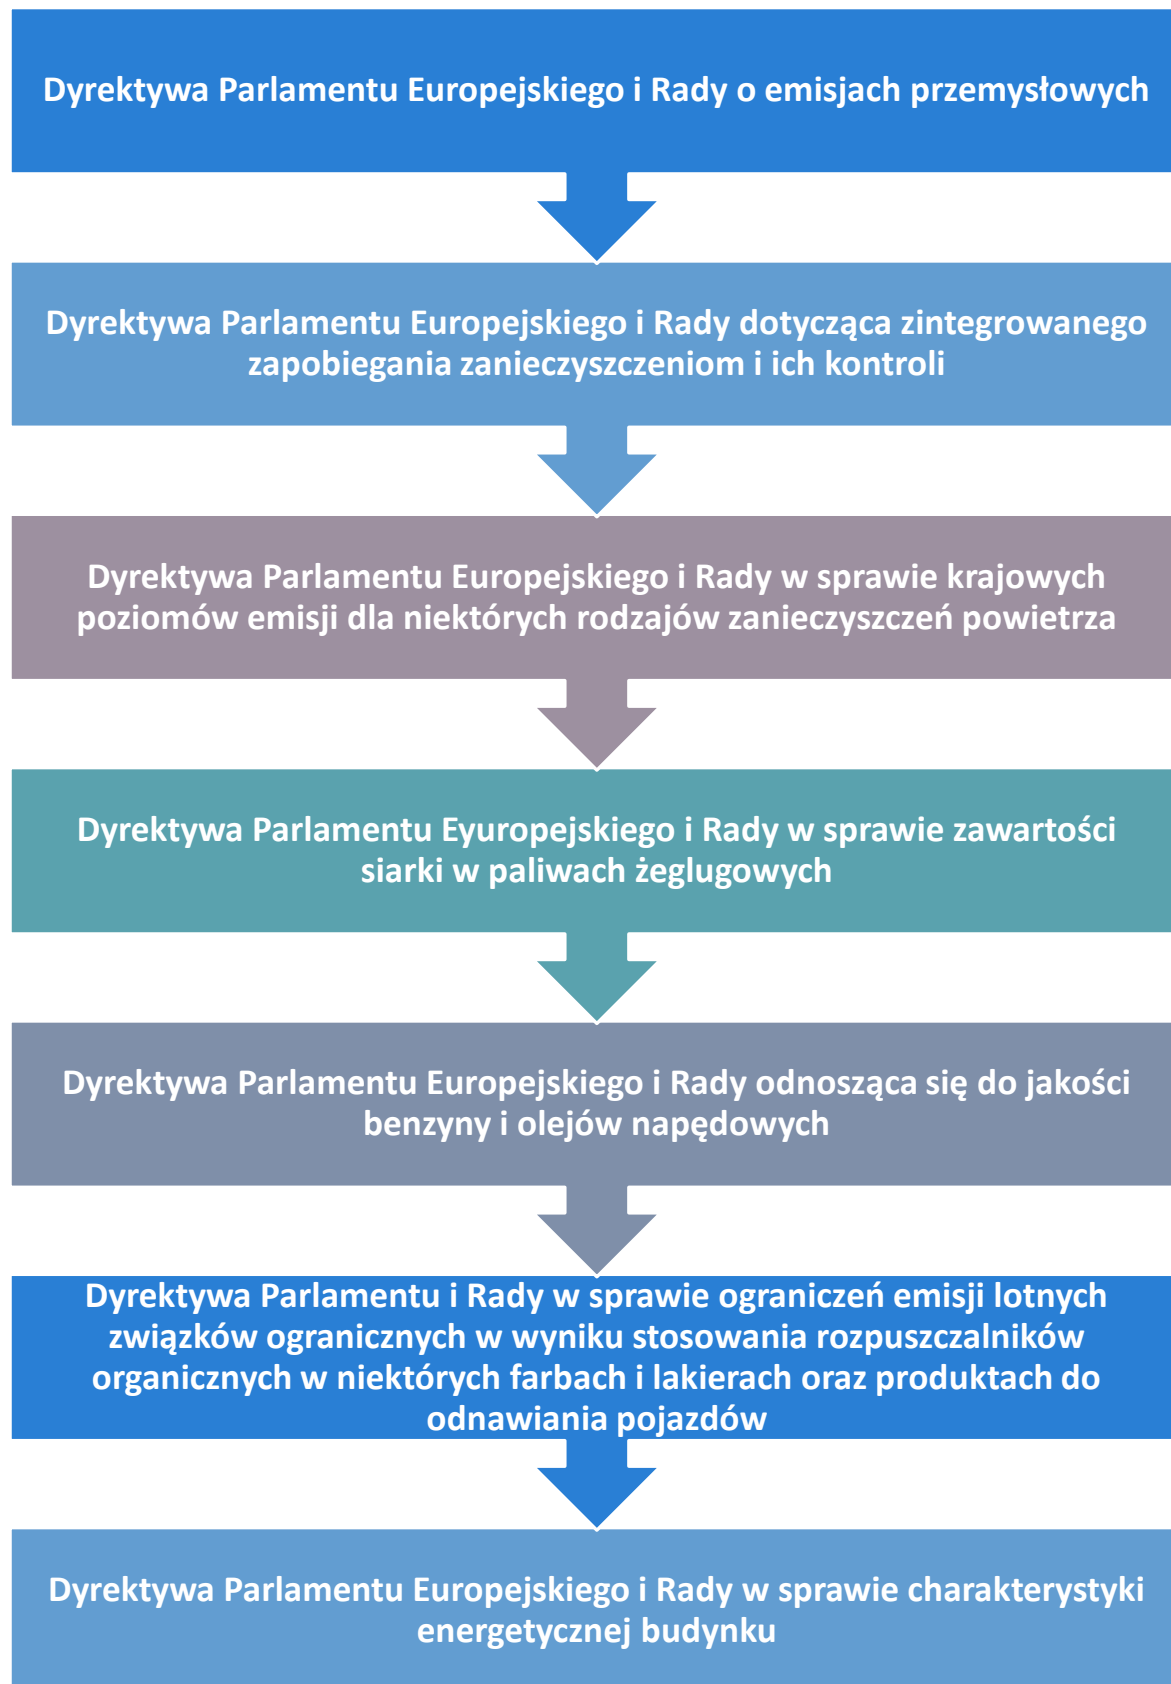 Dyrektywa Parlamentu Europejskiego i Rady o emisjach przemysłowych
Dyrektywa Parlamentu Europejskiego i Rady dotycząca zintegrowanego
zapobiegania zanieczyszczeniom i ich kontroli
Dyrektywa Parlamentu Europejskiego i Rady w sprawie krajowych
poziomów emisji dla niektórych rodzajów zanieczyszczeń powietrza
Dyrektywa Parlamentu Eyuropejskiego i Rady w sprawie zawartości
siarki w paliwach żeglugowych
Dyrektywa Parlamentu Europejskiego i Rady odnosząca się do jakości
benzyny i olejów napędowych
Dyrektywa Parlamentu i Rady w sprawie ograniczeń emisji lotnych
związków ogranicznych w wyniku stosowania rozpuszczalników
organicznych w niektórych farbach i lakierach oraz produktach do
odnawiania pojazdów
Dyrektywa Parlamentu Europejskiego i Rady w sprawie charakterystyki
energetycznej budynku